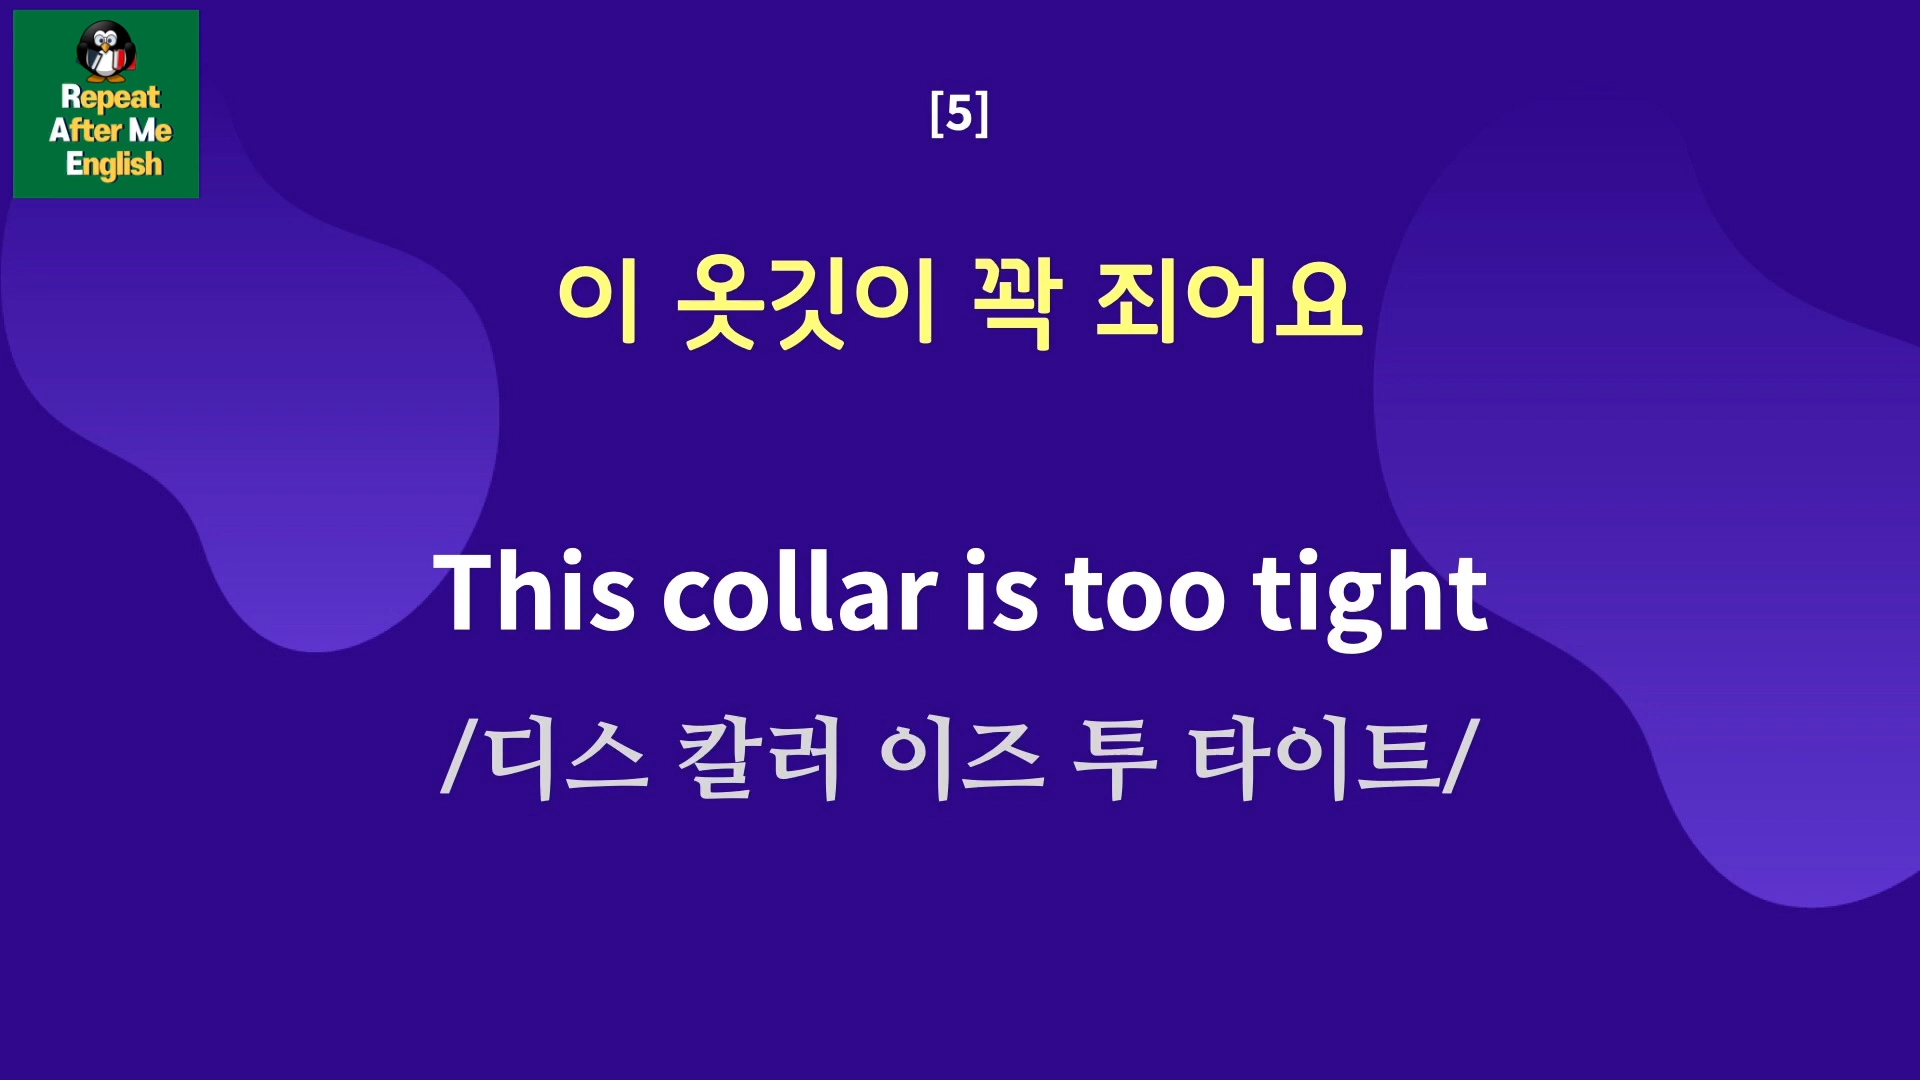 Repeat
After Me
English
[5]
이 옷깃이 꽉 죄어요
This collar is too tight
/디스 칼러 이즈 투 타이트/